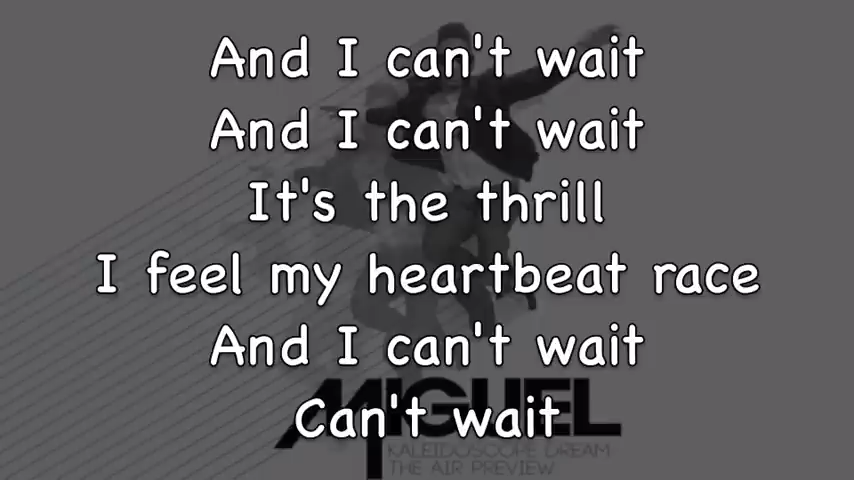 And I can't wait
And I can't wait
It's the thrill
I feel my heartbeat race
And I can't wait
Can't wait
MIGUEL
KALEIDOSCOPE DREAM
THE AIR PREVIEW